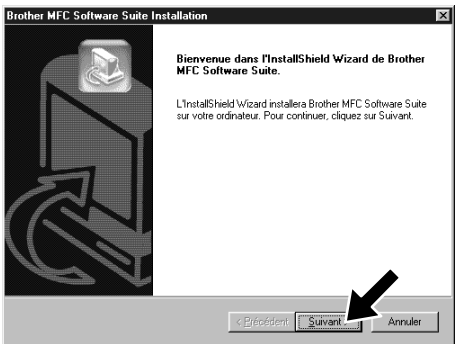 Brother MFC Software Suite Installation
Bienvenue dans l'InstallShield Wizard de Brother
MFC Software Suite.
L'InstallShield Wizard installera Brother MFC Software Suite
sur votre ordinateur. Pour continuer, cliquez sur Suivant.
< Précédent
Suivant
Annuler